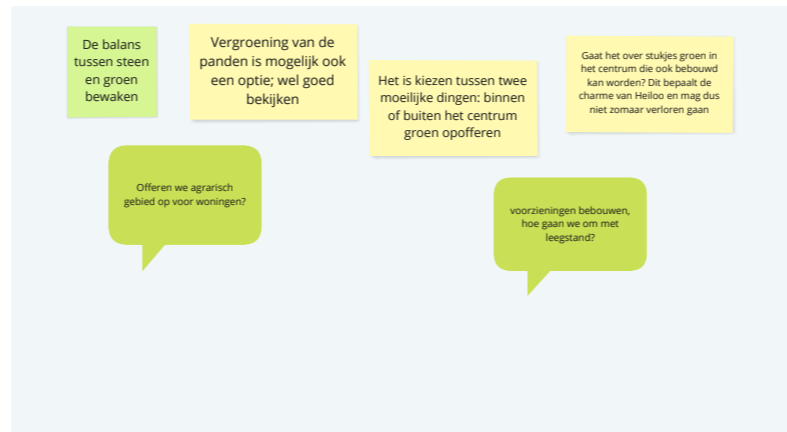 De balans
tussen steen
en groen
bewaken
Vergroening van de
panden is mogelijk ook
een optie; wel goed
bekijken
Het is kiezen tussen twee
moeilijke dingen: binnen
of buiten het centrum
groen opofferen
Gaat het over stukjes groen in
het centrum die ook bebouwd
kan worden? Dit bepaalt de
charme van Heiloo en mag dus
niet zomaar verloren gaan
Offeren we agrarisch
gebied op voor woningen?
voorzieningen bebouwen,
hoe gaan we om met
leegstand?